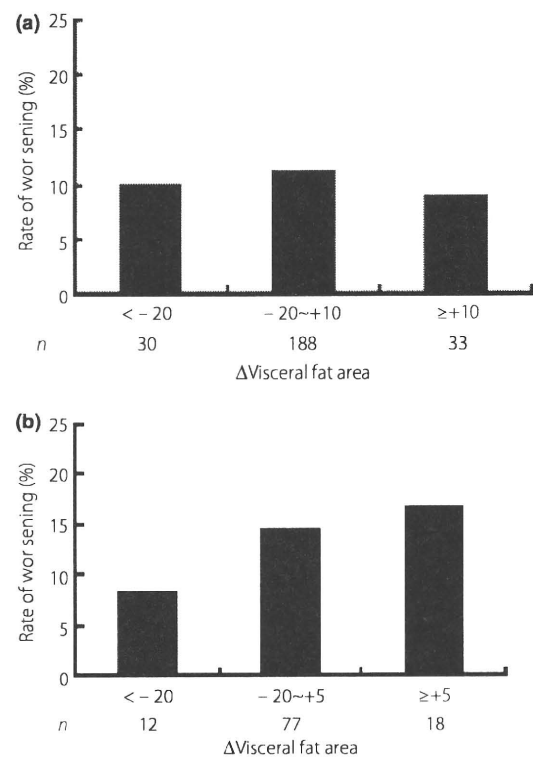 (a)
Rate of wor sening (%)
25
20
15
10
5
0
< – 20 – 20~+10 ≥+10
n 30 188 33
ΔVisceral fat area
(b)
Rate of wor sening (%)
25
20
15
10
5
0
< – 20 – 20~+5 ≥+5
n 12 77 18
ΔVisceral fat area